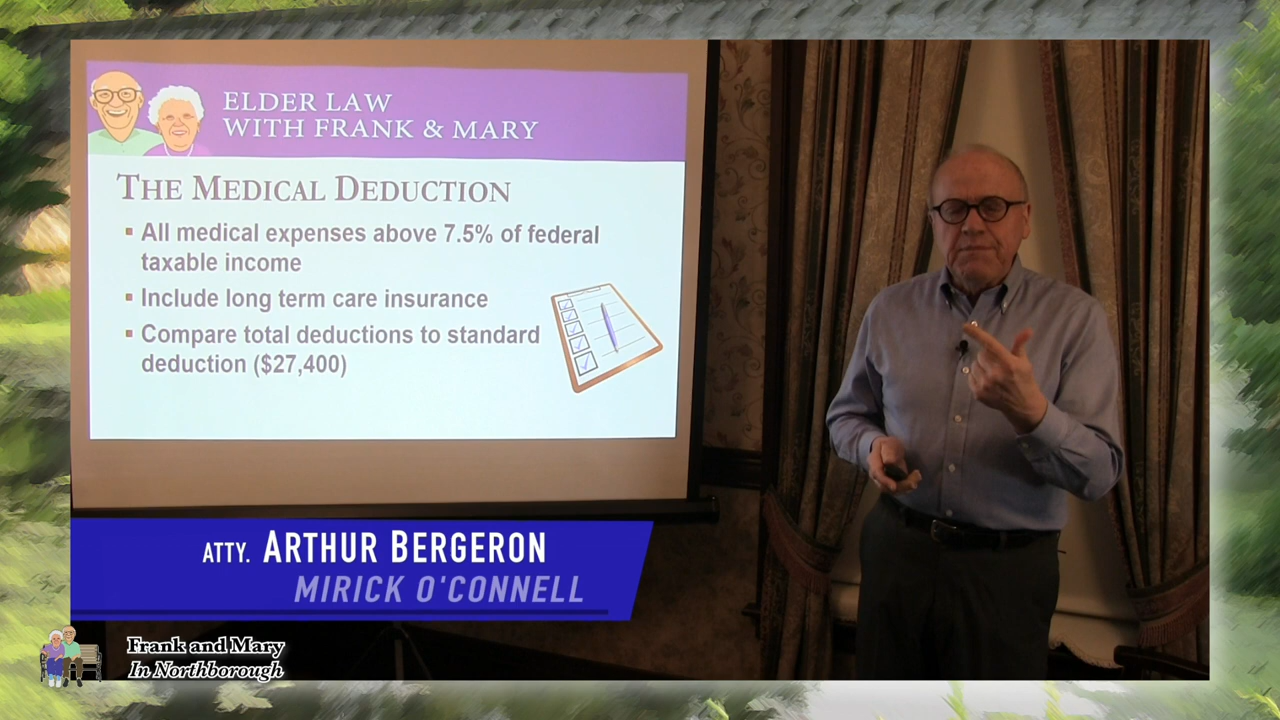 ELDER LAW
WITH FRANK & MARY
THE MEDICAL DEDUCTION
▪ All medical expenses above 7.5% of federal
taxable income
▪ Include long term care insurance
▪ Compare total deductions to standard
deduction ($27,400)
ATTY. ARTHUR BERGERON
MIRICK O'CONNELL
Frank and Mary
In Northborough